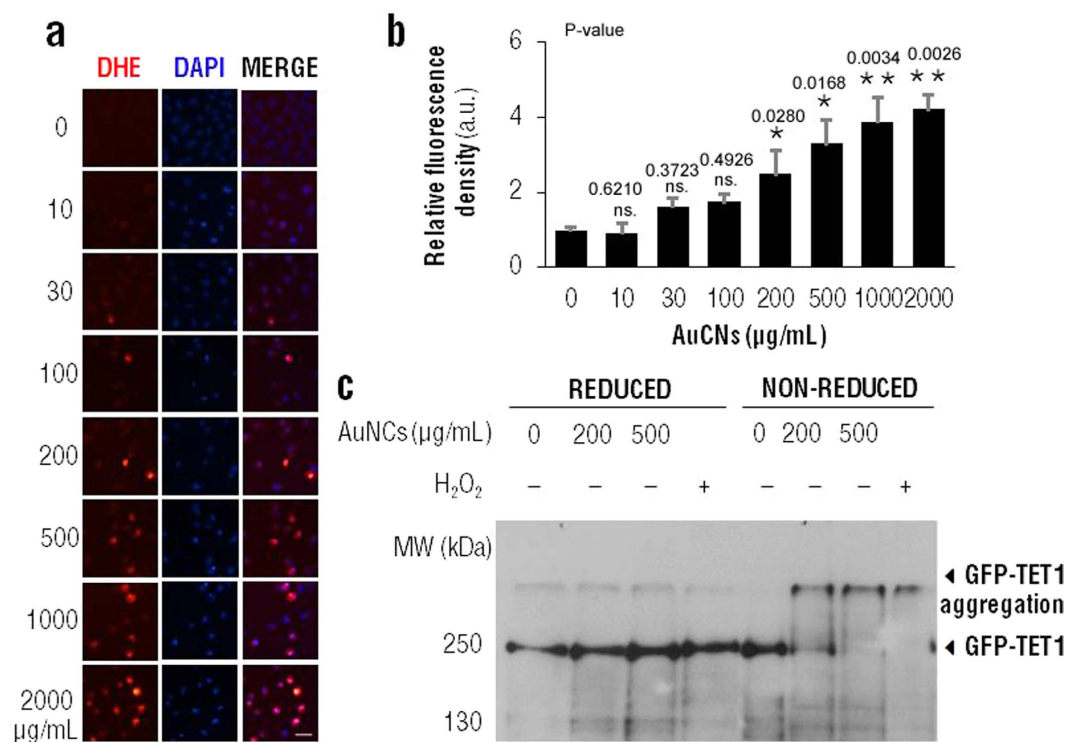 a
DHE DAPI MERGE
0
10
30
100
200
500
1000
2000
µg/mL
b
P-value
Relative fluorescence
density (a.u.)
6
4
2
0
0.6210
ns.
0.3723
ns.
0.4926
ns.
0.0280
*
0.0168
*
0.0034
**
0.0026
**
0 10 30 100 200 500 1000 2000
AuCNs (µg/mL)
c
REDUCED NON-REDUCED
AuNCs (µg/mL) 0 200 500 0 200 500
H₂O₂ – – – + – – – +
MW (kDa)
250
130
◄ GFP-TET1
aggregation
◄ GFP-TET1